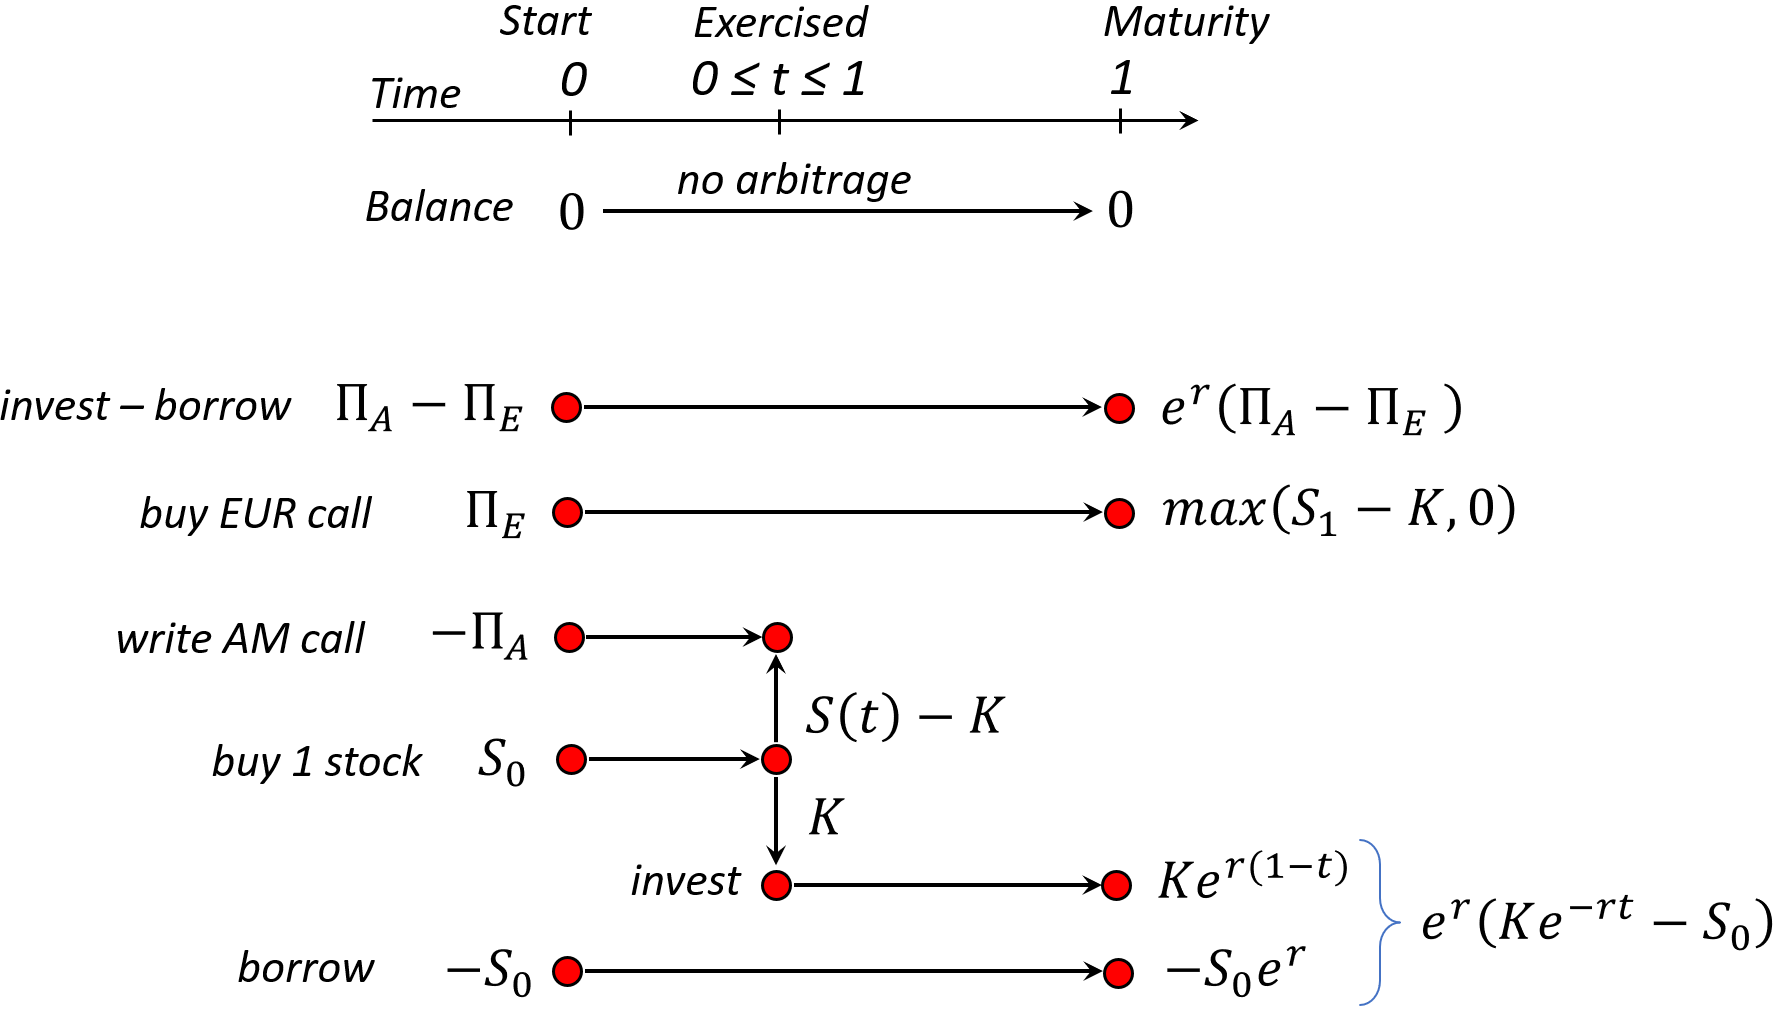 Start Exercised Maturity
Time 0 0 ≤ t ≤ 1 1
no arbitrage
Balance 0 0
invest – borrow Π_A − Π_E e^r(Π_A − Π_E )
buy EUR call Π_E max(S_1 − K, 0)
write AM call −Π_A
S(t) − K
buy 1 stock S_0
K
invest Ke^{r(1−t)}
e^r(Ke^{−rt} − S_0)
borrow −S_0 −S_0e^r